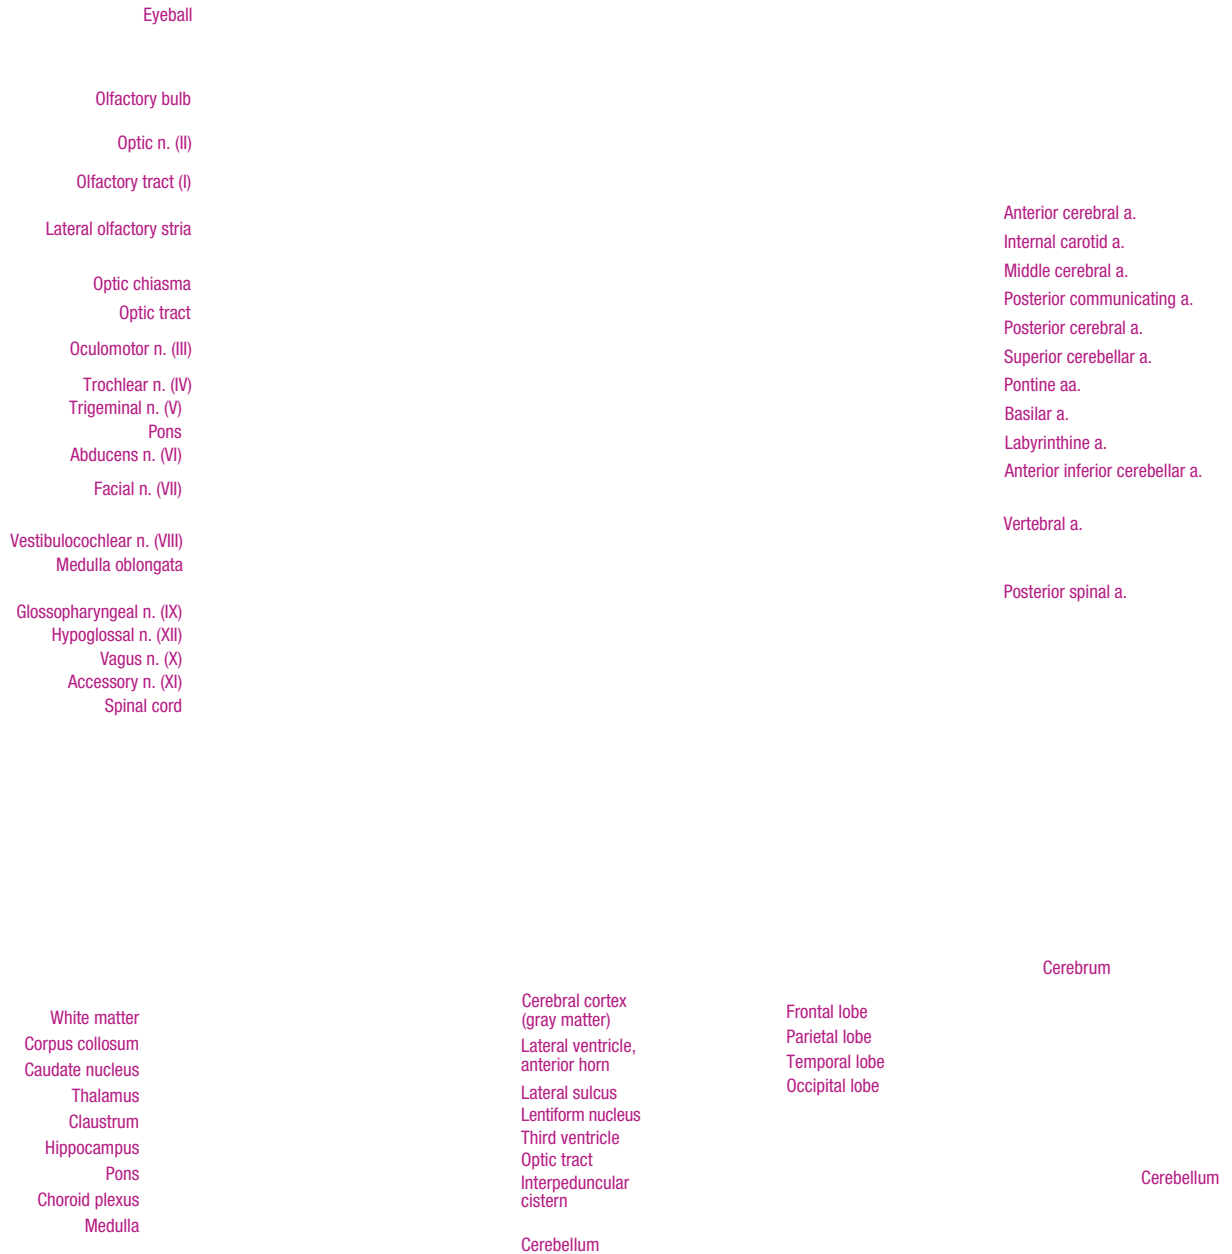 Eyeball
Olfactory bulb
Optic n. (II)
Olfactory tract (I)
Lateral olfactory stria
Optic chiasma
Optic tract
Oculomotor n. (III)
Trochlear n. (IV)
Trigeminal n. (V)
Pons
Abducens n. (VI)
Facial n. (VII)
Vestibulocochlear n. (VIII)
Medulla oblongata
Glossopharyngeal n. (IX)
Hypoglossal n. (XII)
Vagus n. (X)
Accessory n. (XI)
Spinal cord
Anterior cerebral a.
Internal carotid a.
Middle cerebral a.
Posterior communicating a.
Posterior cerebral a.
Superior cerebellar a.
Pontine aa.
Basilar a.
Labyrinthine a.
Anterior inferior cerebellar a.
Vertebral a.
Posterior spinal a.
White matter
Corpus collosum
Caudate nucleus
Thalamus
Claustrum
Hippocampus
Pons
Choroid plexus
Medulla
Cerebral cortex
(gray matter)
Lateral ventricle,
anterior horn
Lateral sulcus
Lentiform nucleus
Third ventricle
Optic tract
Interpeduncular
cistern
Cerebellum
Frontal lobe
Parietal lobe
Temporal lobe
Occipital lobe
Cerebrum
Cerebellum